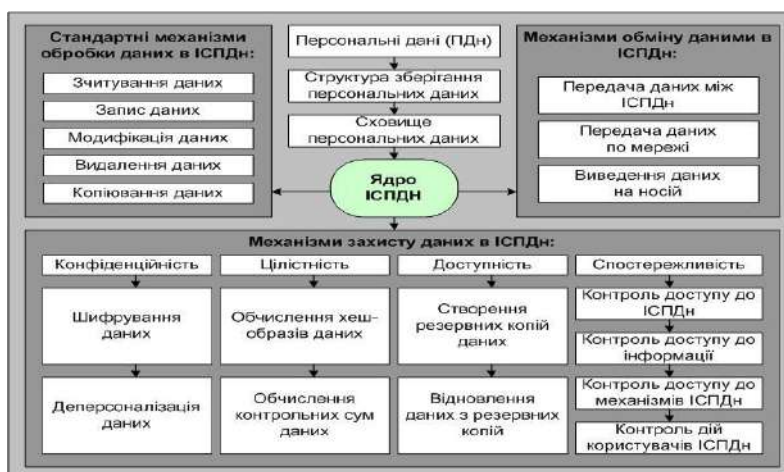 Стандартні механізми
обробки даних в ІСПДн:
Зчитування даних
Запис даних
Модифікація даних
Видалення даних
Копіювання даних
Персональні дані (ПДн)
Структура зберігання
персональних даних
Сховище
персональних даних
Ядро
ІСПДН
Механізми обміну даними в
ІСПДн:
Передача даних між
ІСПДн
Передача даних
по мережі
Виведення даних
на носій
Механізми захисту даних в ІСПДн:
Конфіденційність
Шифрування
даних
Деперсоналізація
даних
Цілістність
Обчислення хеш-
образів даних
Обчислення
контрольних сум
даних
Доступність
Створення
резервних копій
даних
Відновлення
даних з резервних
копій
Спостережливість
Контроль доступу до
ІСПДн
Контроль доступу до
інформації
Контроль доступу до
механізмів ІСПДн
Контроль дій
користувачів ІСПДн